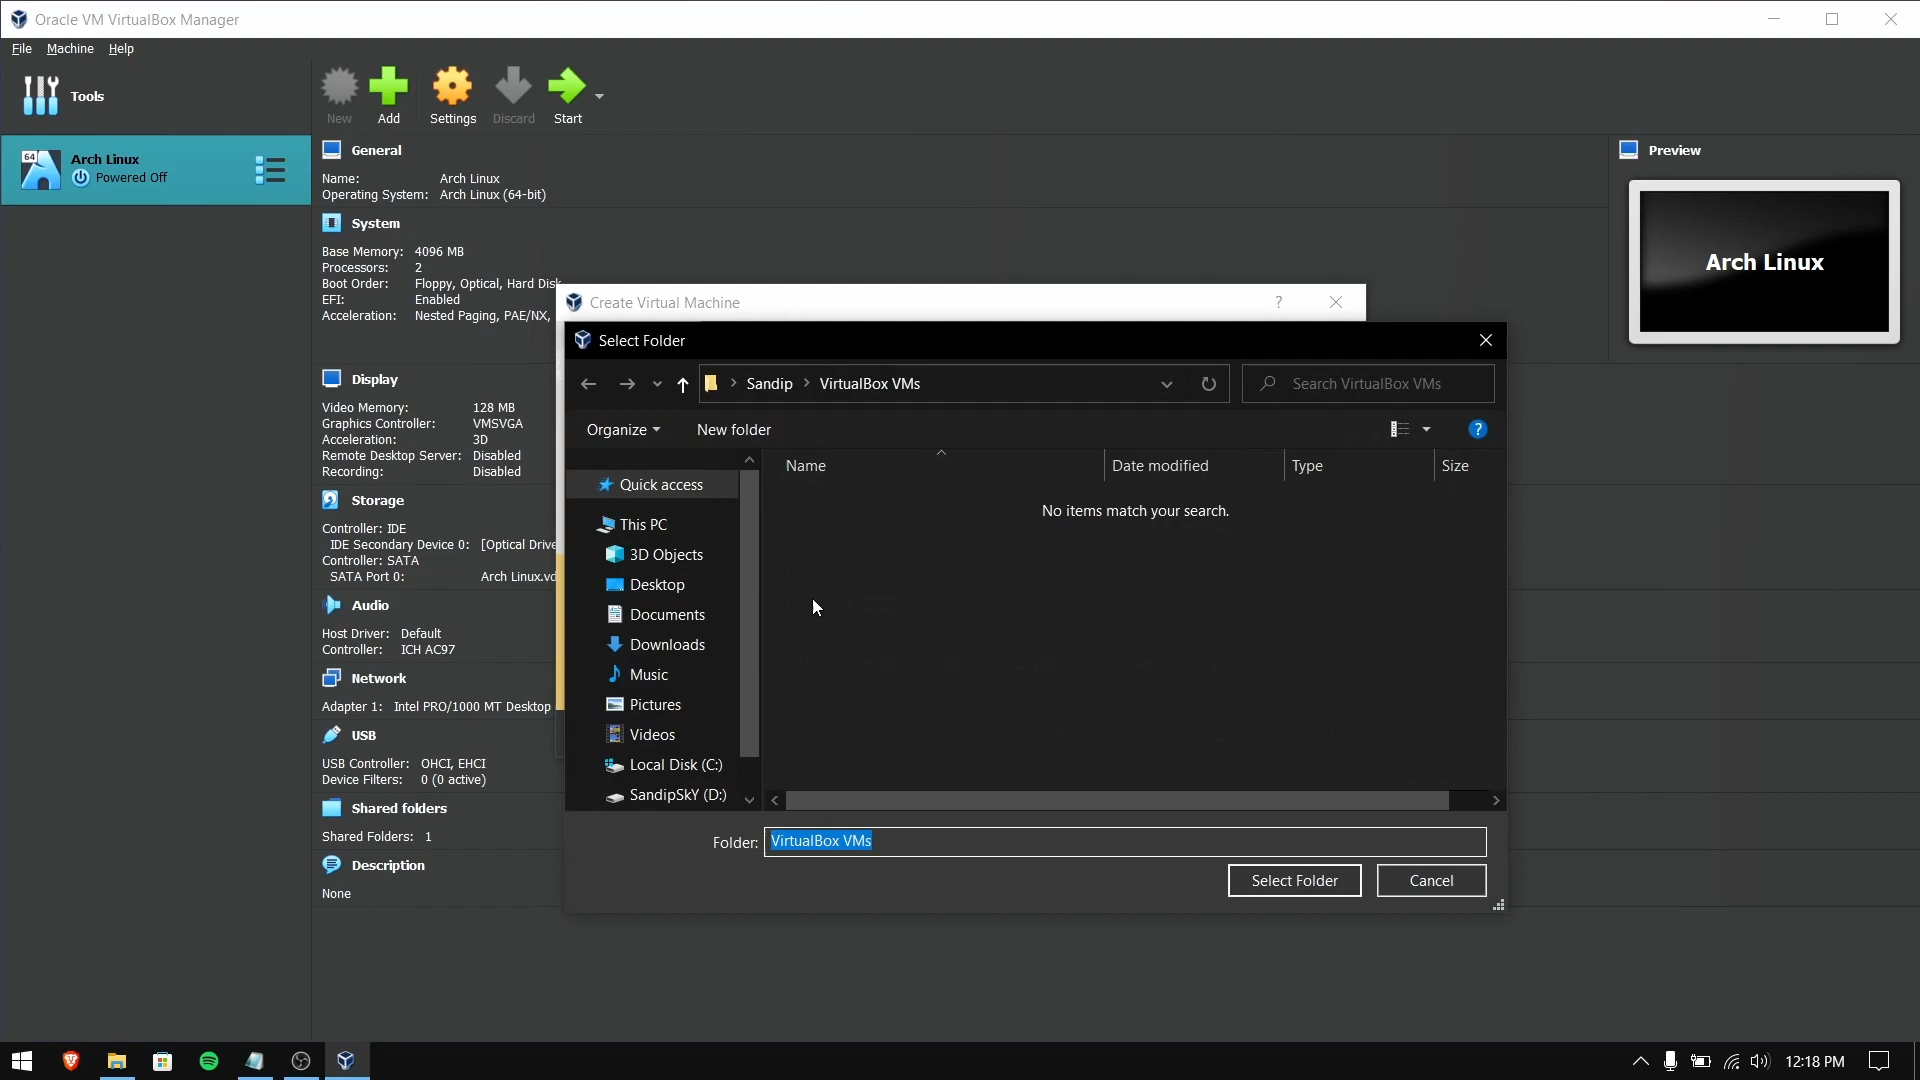 Oracle VM VirtualBox Manager
File Machine Help
Tools
New
Add
Settings
Discard
Start
64
Arch Linux
Powered Off
General
Name: Arch Linux
Operating System: Arch Linux (64-bit)
System
Base Memory: 4096 MB
Processors: 2
Boot Order: Floppy, Optical, Hard Disk
EFI: Enabled
Acceleration: Nested Paging, PAE/NX,
Display
Video Memory: 128 MB
Graphics Controller: VMSVGA
Acceleration: 3D
Remote Desktop Server: Disabled
Recording: Disabled
Storage
Controller: IDE
IDE Secondary Device 0: [Optical Drive
Controller: SATA
SATA Port 0: Arch Linux.vd
Audio
Host Driver: Default
Controller: ICH AC97
Network
Adapter 1: Intel PRO/1000 MT Desktop
USB
USB Controller: OHCI, EHCI
Device Filters: 0 (0 active)
Shared folders
Shared Folders: 1
Description
None
Preview
Arch Linux
Create Virtual Machine
?
Select Folder
Sandip > VirtualBox VMs
Search VirtualBox VMs
Organize
New folder
?
Name
Date modified
Type
Size
No items match your search.
Quick access
This PC
3D Objects
Desktop
Documents
Downloads
Music
Pictures
Videos
Local Disk (C:)
SandipSkY (D:)
Folder: VirtualBox VMs
Select Folder
Cancel
12:18 PM